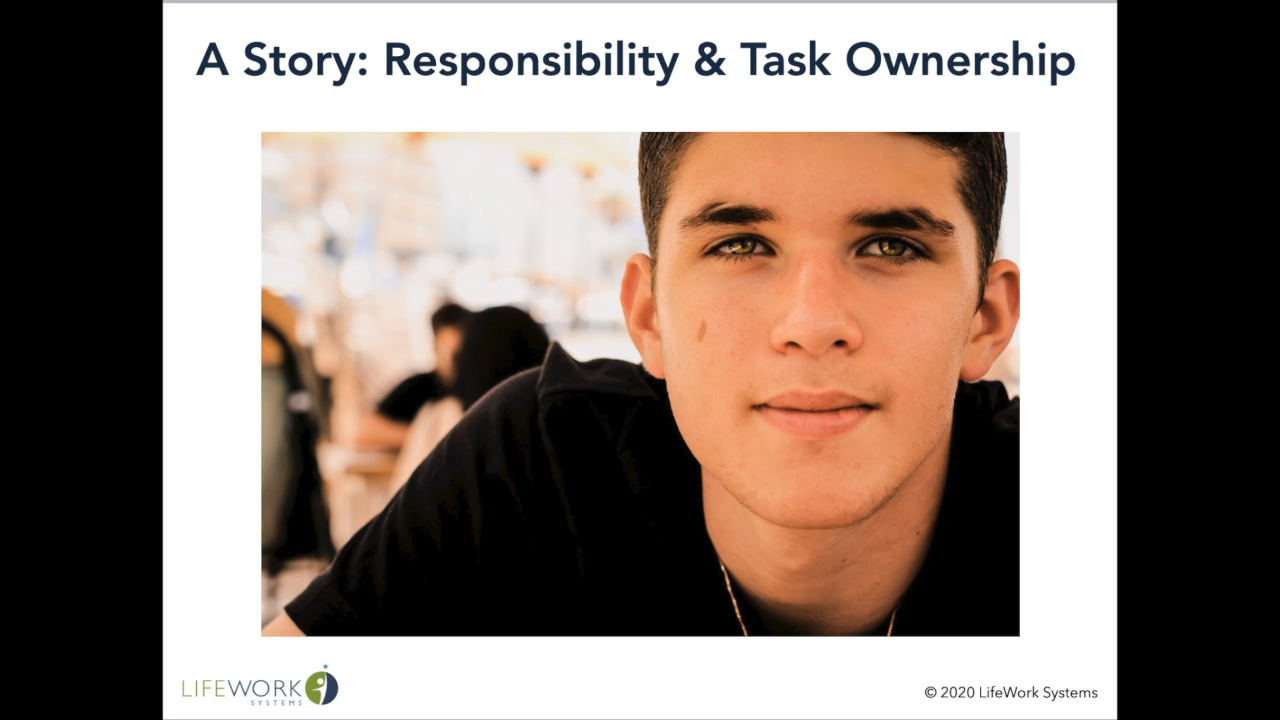 A Story: Responsibility & Task Ownership
LIFEWORK
SYSTEMS
© 2020 LifeWork Systems